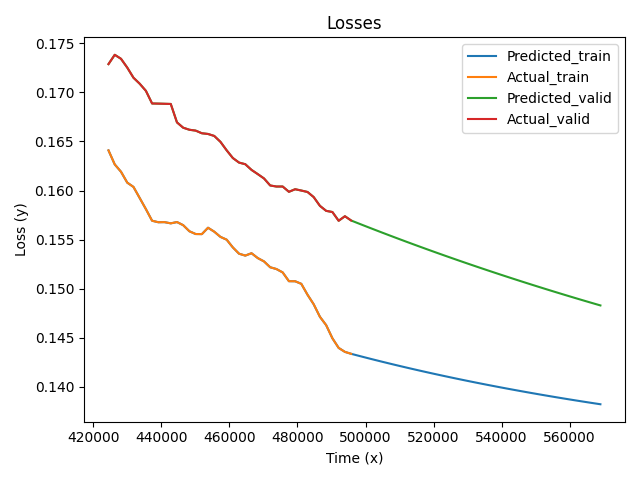 Losses
Predicted_train
Actual_train
Predicted_valid
Actual_valid
Loss (y)
0.175
0.170
0.165
0.160
0.155
0.150
0.145
0.140
420000 440000 460000 480000 500000 520000 540000 560000
Time (x)